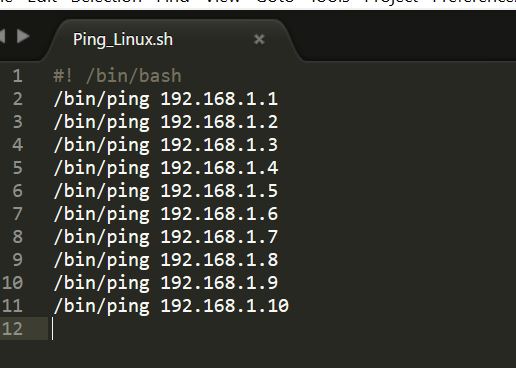 File Edit Selection Find View Goto Tools Project Preferences
Ping_Linux.sh ×
1 #! /bin/bash
2 /bin/ping 192.168.1.1
3 /bin/ping 192.168.1.2
4 /bin/ping 192.168.1.3
5 /bin/ping 192.168.1.4
6 /bin/ping 192.168.1.5
7 /bin/ping 192.168.1.6
8 /bin/ping 192.168.1.7
9 /bin/ping 192.168.1.8
10 /bin/ping 192.168.1.9
11 /bin/ping 192.168.1.10
12